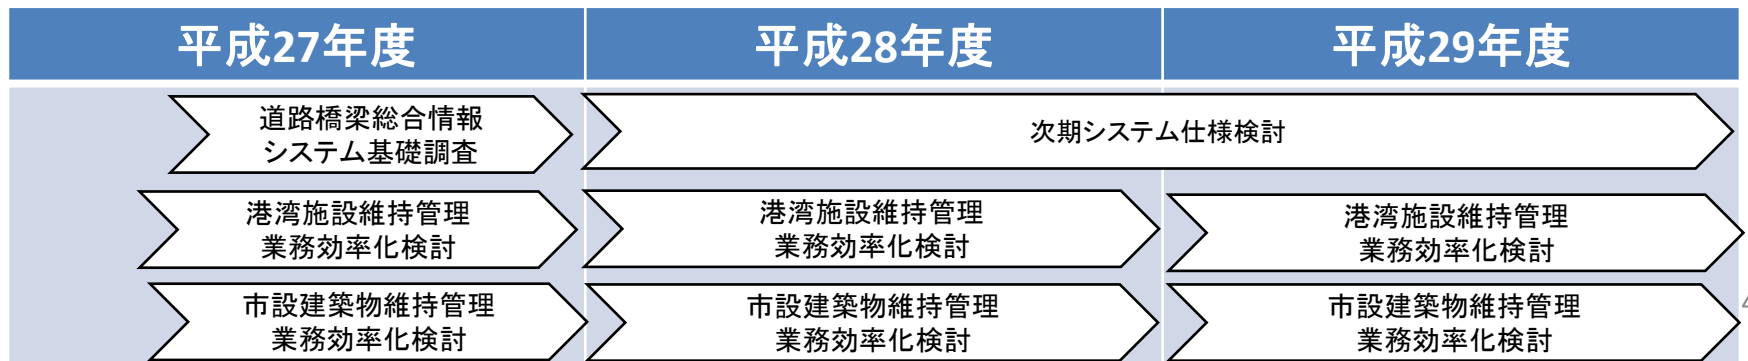 平成27年度
平成28年度
平成29年度
道路橋梁総合情報
システム基礎調査
次期システム仕様検討
港湾施設維持管理
業務効率化検討
港湾施設維持管理
業務効率化検討
港湾施設維持管理
業務効率化検討
市設建築物維持管理
業務効率化検討
市設建築物維持管理
業務効率化検討
市設建築物維持管理
業務効率化検討